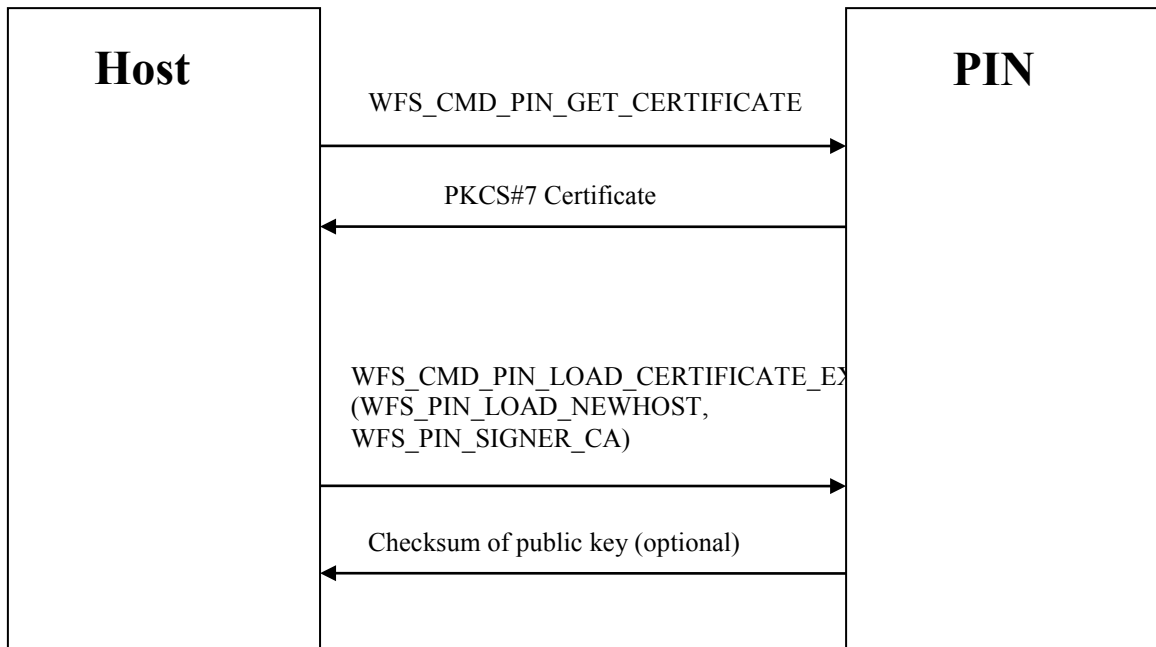 Host
PIN
WFS_CMD_PIN_GET_CERTIFICATE
PKCS#7 Certificate
WFS_CMD_PIN_LOAD_CERTIFICATE_EX
(WFS_PIN_LOAD_NEWHOST,
WFS_PIN_SIGNER_CA)
Checksum of public key (optional)